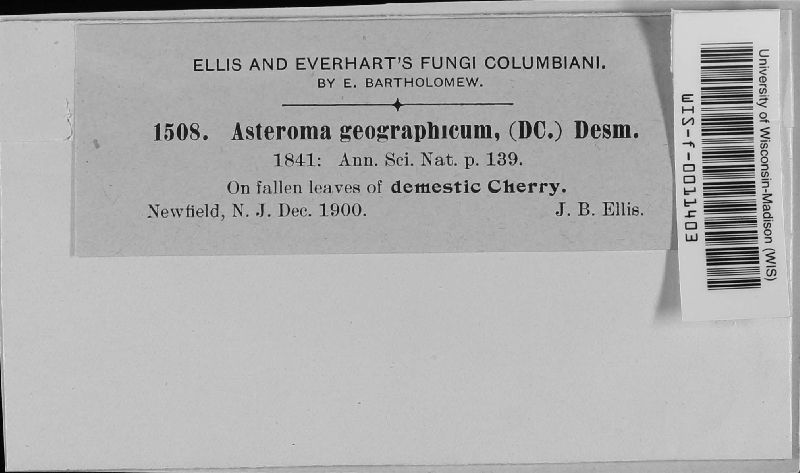 ELLIS AND EVERHART'S FUNGI COLUMBIANI.
BY E. BARTHOLOMEW.
1508. Asteroma geographicum, (DC.) Desm.
1841: Ann. Sci. Nat. p. 139.
On fallen leaves of demestic Cherry.
Newfield, N. J. Dec. 1900. J. B. Ellis.
University of Wisconsin-Madison (WIS)
WIS-f-0011403